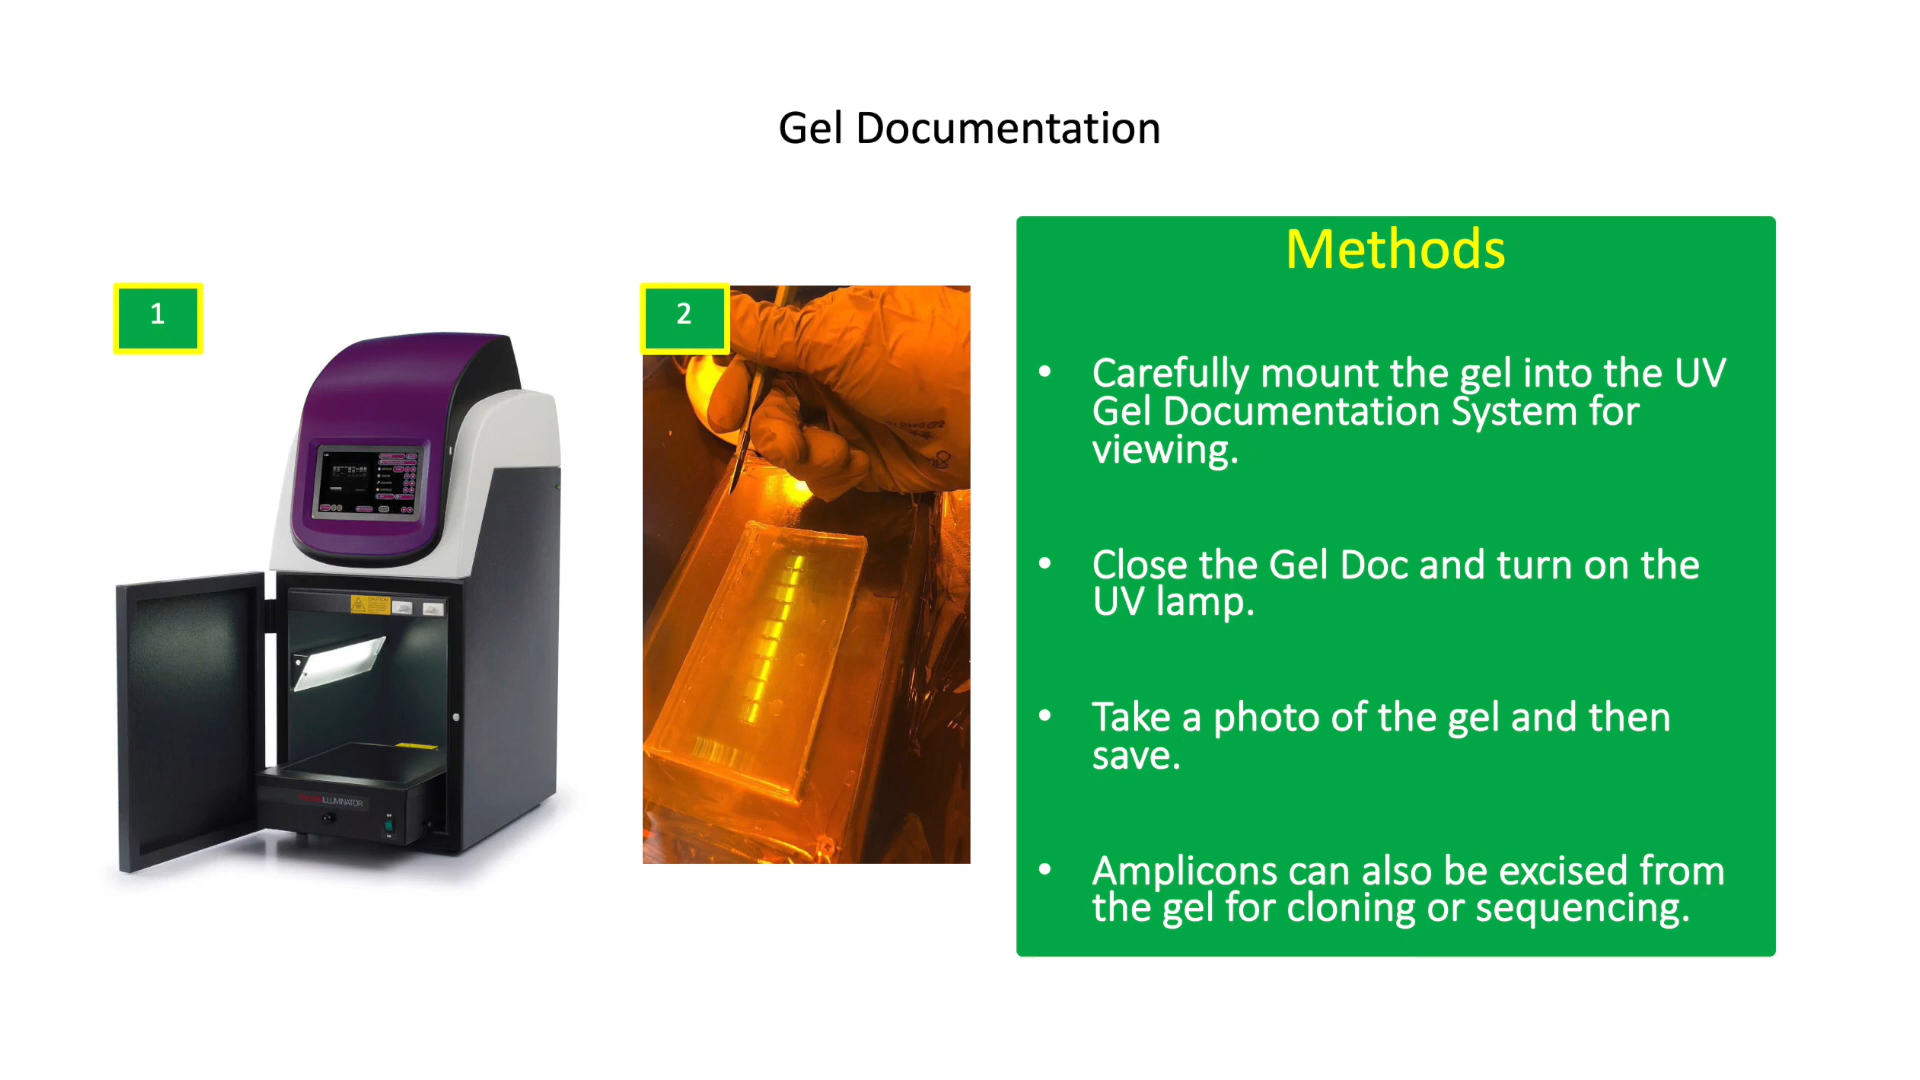 Gel Documentation
1
2
Methods
• Carefully mount the gel into the UV
Gel Documentation System for
viewing.
• Close the Gel Doc and turn on the
UV lamp.
• Take a photo of the gel and then
save.
• Amplicons can also be excised from
the gel for cloning or sequencing.
CAUTION
ILLUMINATOR